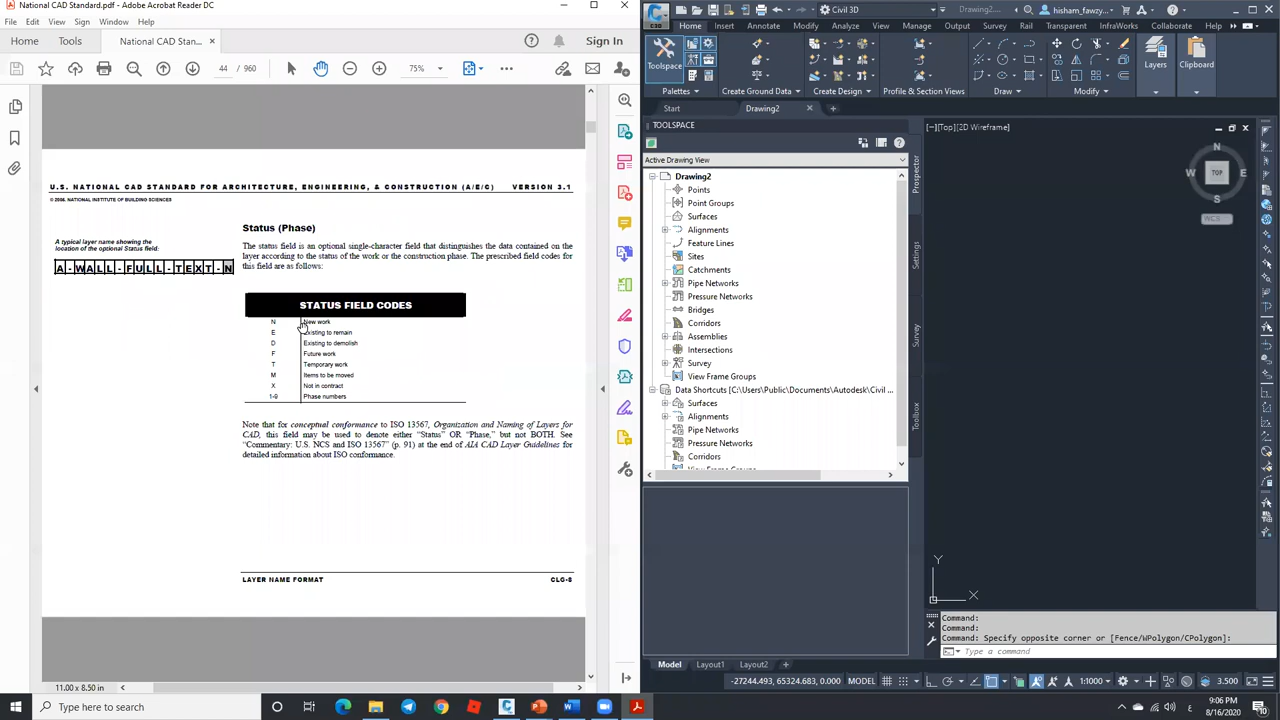 National CAD Standard.pdf - Adobe Acrobat Reader DC
File Edit View Sign Window Help
Home Tools National CAD Stan... × Sign In
44 / 960 75%
U.S. NATIONAL CAD STANDARD FOR ARCHITECTURE, ENGINEERING, & CONSTRUCTION (A/E/C) VERSION 3.1
© 2006. NATIONAL INSTITUTE OF BUILDING SCIENCES
A typical layer name showing the
location of the optional Status field:
A-WALL-FULL-TEXT-N
Status (Phase)
The status field is an optional single-character field that distinguishes the data contained on the
layer according to the status of the work or the construction phase. The prescribed field codes for
this field are as follows:
STATUS FIELD CODES
N New work
E Existing to remain
D Existing to demolish
F Future work
T Temporary work
M Items to be moved
X Not in contract
1-9 Phase numbers
Note that for conceptual conformance to ISO 13567, Organization and Naming of Layers for
CAD, this field may be used to denote either "Status" OR "Phase," but not BOTH. See
"Commentary: U.S. NCS and ISO 13567" (p. 91) at the end of AIA CAD Layer Guidelines for
detailed information about ISO conformance.
LAYER NAME FORMAT CLG-8
11.00 x 8.50 in
C3D Civil 3D Drawing2... hisham_fawzy...
Home Insert Annotate Modify Analyze View Manage Output Survey Rail Transparent InfraWorks Collaborate Help
Toolspace Layers Clipboard
Palettes Create Ground Data Create Design Profile & Section Views Draw Modify
Start Drawing2
TOOLSPACE
[−][Top][2D Wireframe]
Active Drawing View
Drawing2
Points
Point Groups
Surfaces
Alignments
Feature Lines
Sites
Catchments
Pipe Networks
Pressure Networks
Bridges
Corridors
Assemblies
Intersections
Survey
View Frame Groups
Data Shortcuts [C:\Users\Public\Documents\Autodesk\Civil ...
Surfaces
Alignments
Pipe Networks
Pressure Networks
Corridors
Prospector
Settings
Survey
Toolbox
N
W TOP
S
WCS
Y
X
Command:
Command:
Command: Specify opposite corner or [Fence/WPolygon/CPolygon]:
Type a command
Model Layout1 Layout2 +
-27244.493, 65324.683, 0.000 MODEL 1:1000 3.500
Type here to search
9:06 PM
8/16/2020